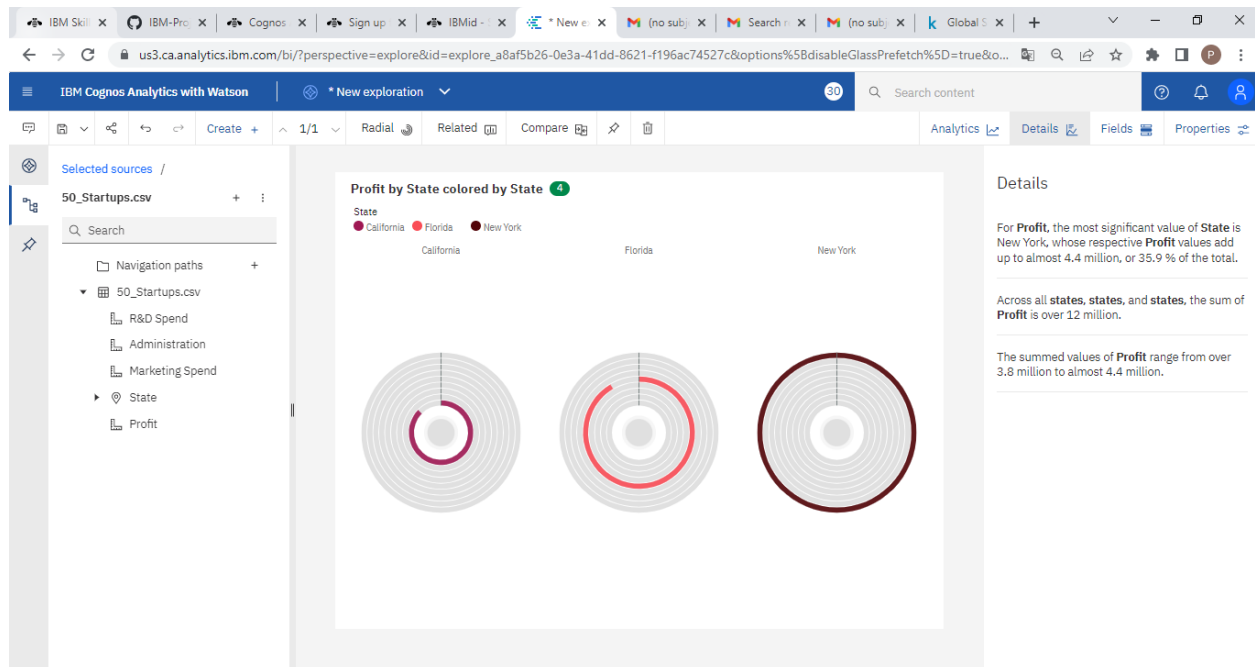 IBM Skil
IBM-Pro
Cognos
Sign up
IBMid -
* New e
(no subj
Search r
(no subj
Global S
us3.ca.analytics.ibm.com/bi/?perspective=explore&id=explore_a8af5b26-0e3a-41dd-8621-f196ac74527c&options%5BdisableGlassPrefetch%5D=true&o...
P
IBM Cognos Analytics with Watson
* New exploration
30
Search content
Create +
1/1
Radial
Related
Compare
Analytics
Details
Fields
Properties
Selected sources /
50_Startups.csv
Search
Navigation paths
50_Startups.csv
R&D Spend
Administration
Marketing Spend
State
Profit
Profit by State colored by State 4
State
California Florida New York
California Florida New York
Details
For Profit, the most significant value of State is
New York, whose respective Profit values add
up to almost 4.4 million, or 35.9 % of the total.
Across all states, states, and states, the sum of
Profit is over 12 million.
The summed values of Profit range from over
3.8 million to almost 4.4 million.